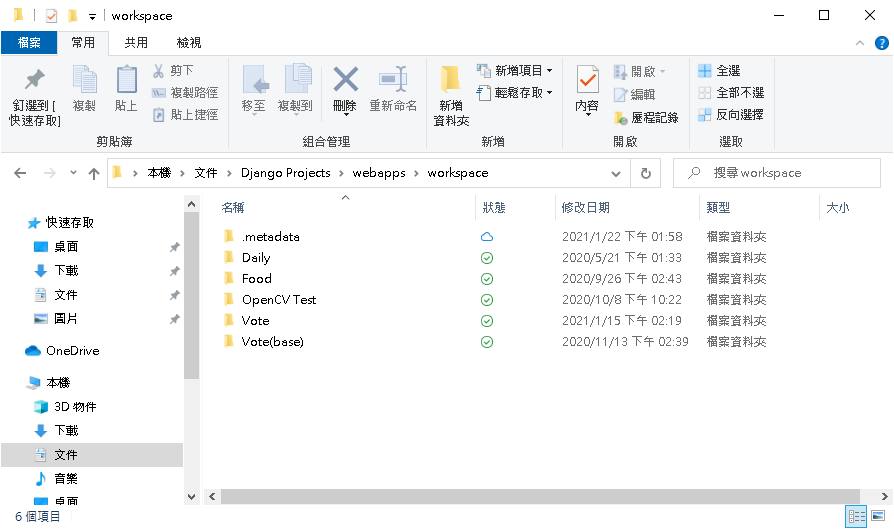 workspace
檔案 常用 共用 檢視
釘選到 [快速存取]
複製
貼上
剪下
複製路徑
貼上捷徑
剪貼簿
移至
複製到
刪除
重新命名
組合管理
新增
資料夾
新增項目
輕鬆存取
新增
內容
開啟
編輯
歷程記錄
開啟
全選
全部不選
反向選擇
選取
本機 文件 Django Projects webapps workspace
搜尋 workspace
快速存取
桌面
下載
文件
圖片
OneDrive
本機
3D 物件
下載
文件
音樂
桌面
名稱 狀態 修改日期 類型 大小
.metadata 2021/1/22 下午 01:58 檔案資料夾
Daily 2020/5/21 下午 01:33 檔案資料夾
Food 2020/9/26 下午 02:43 檔案資料夾
OpenCV Test 2020/10/8 下午 10:22 檔案資料夾
Vote 2021/1/15 下午 02:19 檔案資料夾
Vote(base) 2020/11/13 下午 02:39 檔案資料夾
6 個項目